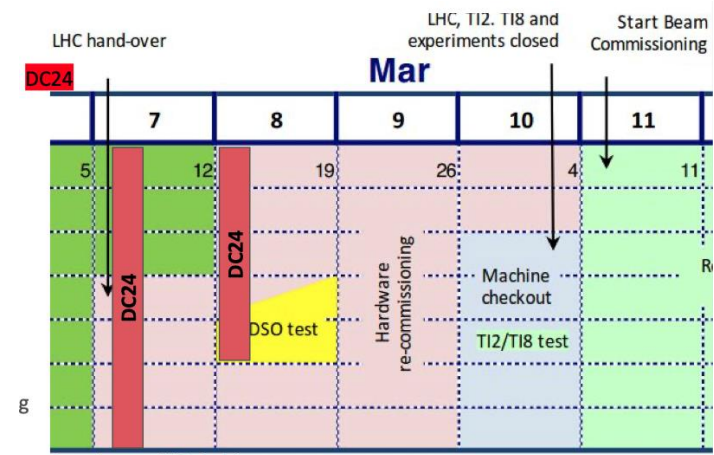 LHC, TI2. TI8 and
experiments closed
Start Beam
Commissioning
LHC hand-over
DC24
Mar
7 8 9 10 11
5 12 19 26 4 11
DC24
DC24
DSO test
Hardware
re-commissioning
Machine
checkout
TI2/TI8 test
g